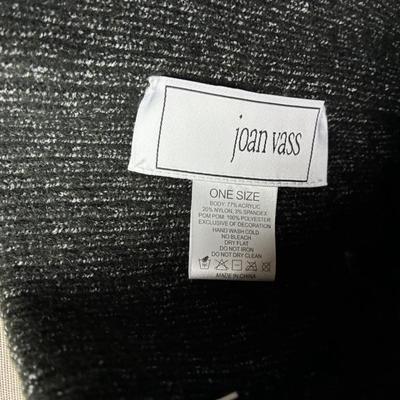 joan vass
ONE SIZE
BODY: 77% ACRYLIC
20% NYLON, 3% SPANDEX
POM POM: 100% POLYESTER
EXCLUSIVE OF DECORATION
HAND WASH COLD
NO BLEACH
DRY FLAT
DO NOT IRON
DO NOT DRY CLEAN
MADE IN CHINA